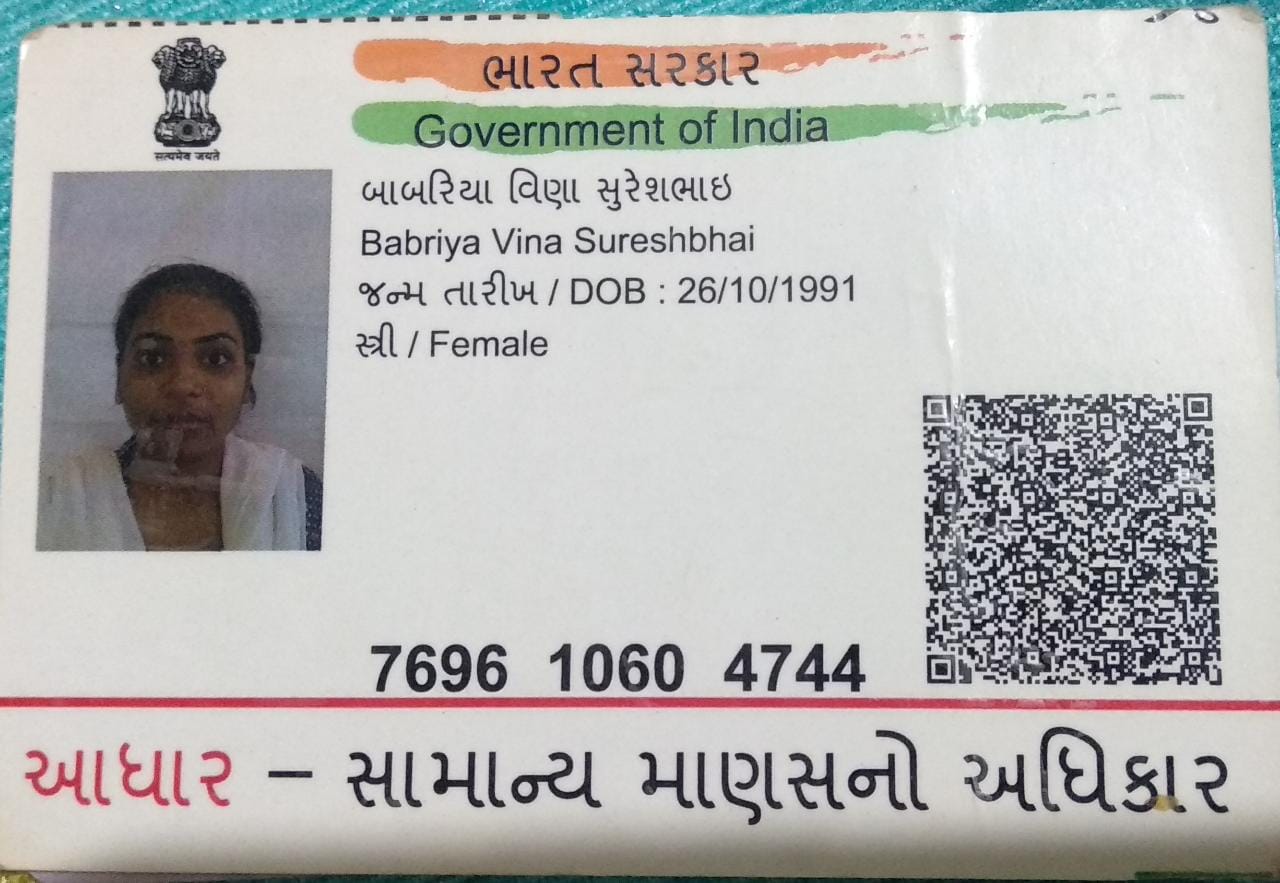 ભારત સરકાર
Government of India
सत्यमेव जयते
બાબરિયા વિણા સુરેશભાઇ
Babriya Vina Sureshbhai
જન્મ તારીખ / DOB : 26/10/1991
સ્ત્રી / Female
7696 1060 4744
આધાર – સામાન્ય માણસનો અધિકાર